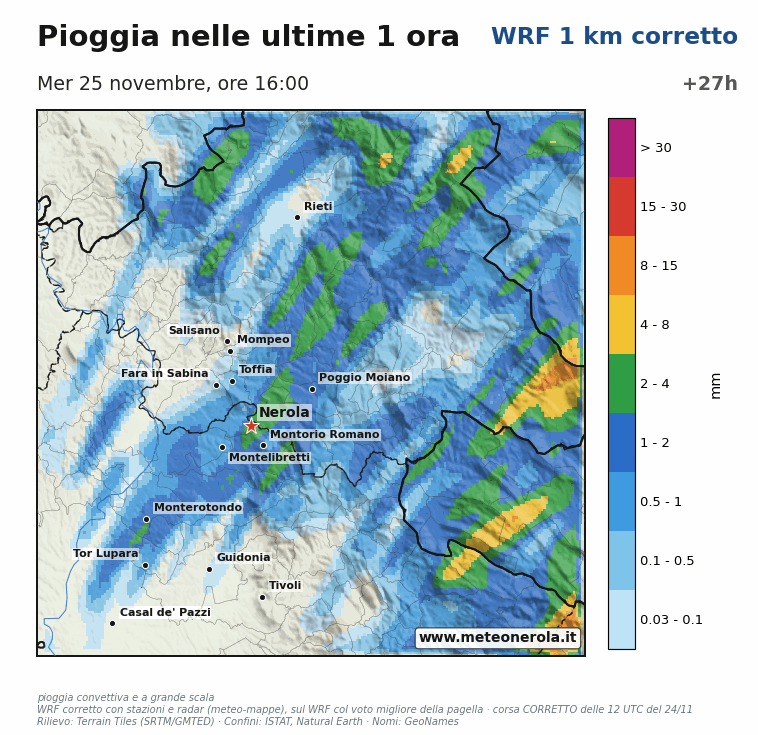 Pioggia nelle ultime 1 ora
WRF 1 km corretto
Mer 25 novembre, ore 16:00
+27h
Rieti
Salisano
Mompeo
Fara in Sabina
Toffia
Poggio Moiano
Nerola
Montorio Romano
Montelibretti
Monterotondo
Tor Lupara
Guidonia
Tivoli
Casal de' Pazzi
www.meteonerola.it
> 30
15 - 30
8 - 15
4 - 8
2 - 4
1 - 2
0.5 - 1
0.1 - 0.5
0.03 - 0.1
mm
pioggia convettiva e a grande scala
WRF corretto con stazioni e radar (meteo-mappe), sul WRF col voto migliore della pagella · corsa CORRETTO delle 12 UTC del 24/11
Rilievo: Terrain Tiles (SRTM/GMTED) · Confini: ISTAT, Natural Earth · Nomi: GeoNames